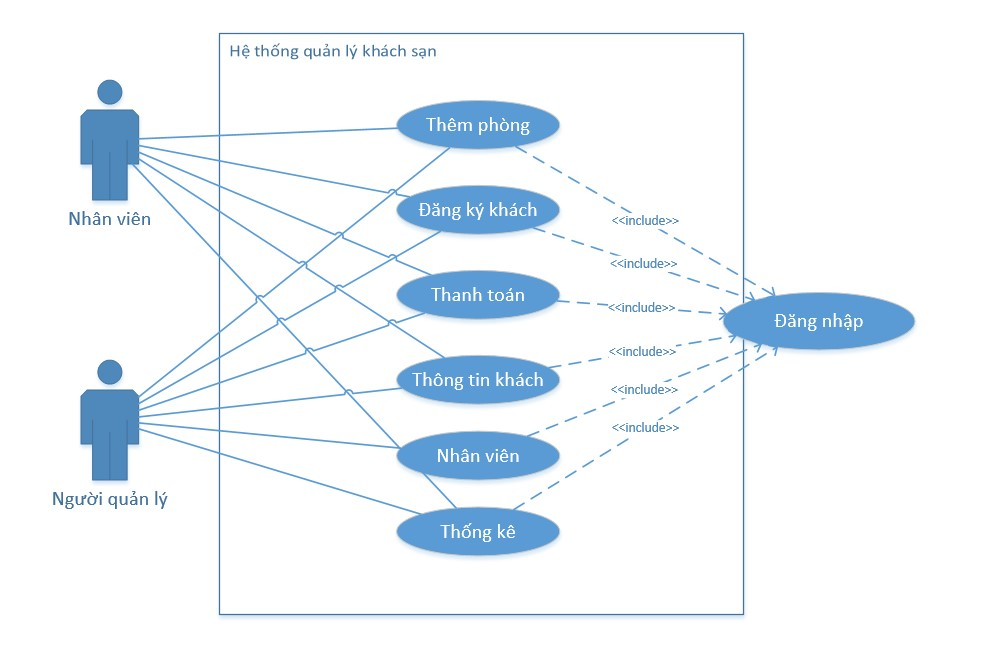 Hệ thống quản lý khách sạn
Thêm phòng
Nhân viên
Đăng ký khách
<<include>>
<<include>>
Thanh toán
<<include>>
Đăng nhập
<<include>>
Thông tin khách
<<include>>
<<include>>
Nhân viên
Người quản lý
Thống kê